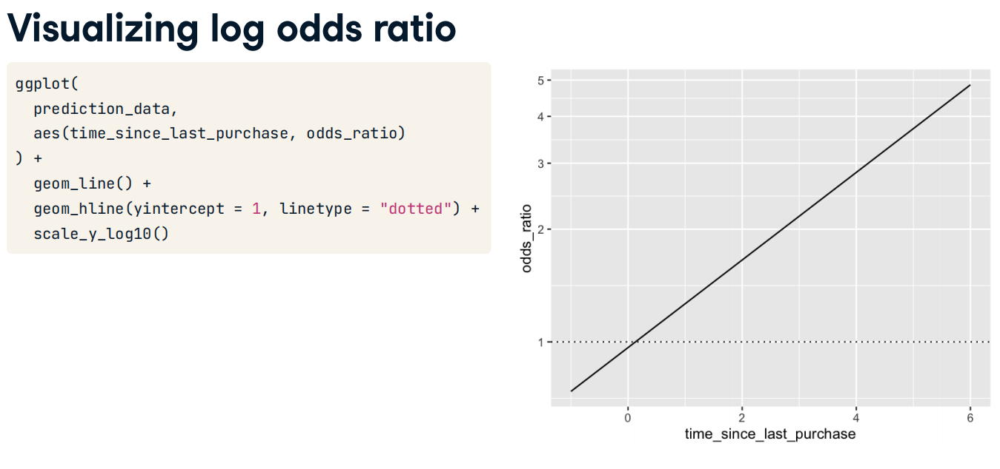 Visualizing log odds ratio
ggplot(
  prediction_data,
  aes(time_since_last_purchase, odds_ratio)
) +
  geom_line() +
  geom_hline(yintercept = 1, linetype = "dotted") +
  scale_y_log10()
odds_ratio
5
4
3
2
1
0 2 4 6
time_since_last_purchase